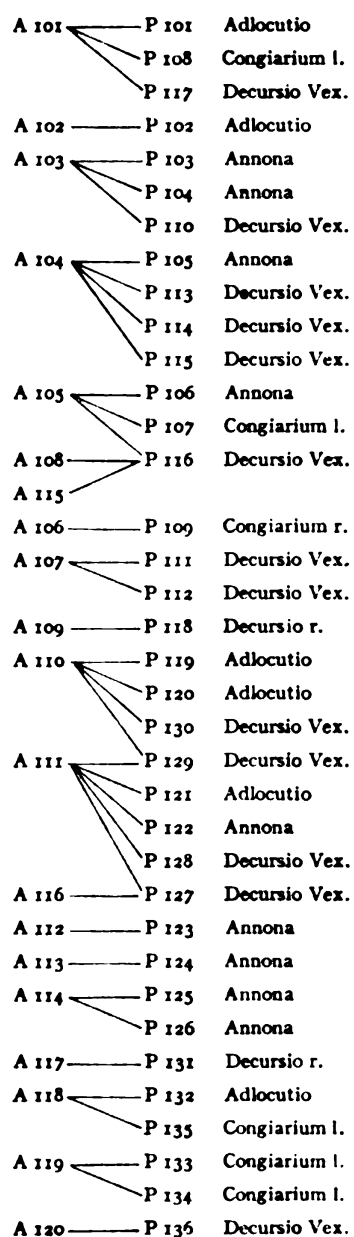 A 101 P 101 Adlocutio
P 108 Congiarium l.
P 117 Decursio Vex.
A 102 P 102 Adlocutio
A 103 P 103 Annona
P 104 Annona
P 110 Decursio Vex.
A 104 P 105 Annona
P 113 Decursio Vex.
P 114 Decursio Vex.
P 115 Decursio Vex.
A 105 P 106 Annona
P 107 Congiarium l.
A 108 P 116 Decursio Vex.
A 115
A 106 P 109 Congiarium r.
A 107 P 111 Decursio Vex.
P 112 Decursio Vex.
A 109 P 118 Decursio r.
A 110 P 119 Adlocutio
P 120 Adlocutio
P 130 Decursio Vex.
A 111 P 129 Decursio Vex.
P 121 Adlocutio
P 122 Annona
P 128 Decursio Vex.
A 116 P 127 Decursio Vex.
A 112 P 123 Annona
A 113 P 124 Annona
A 114 P 125 Annona
P 126 Annona
A 117 P 131 Decursio r.
A 118 P 132 Adlocutio
P 135 Congiarium l.
A 119 P 133 Congiarium l.
P 134 Congiarium l.
A 120 P 136 Decursio Vex.